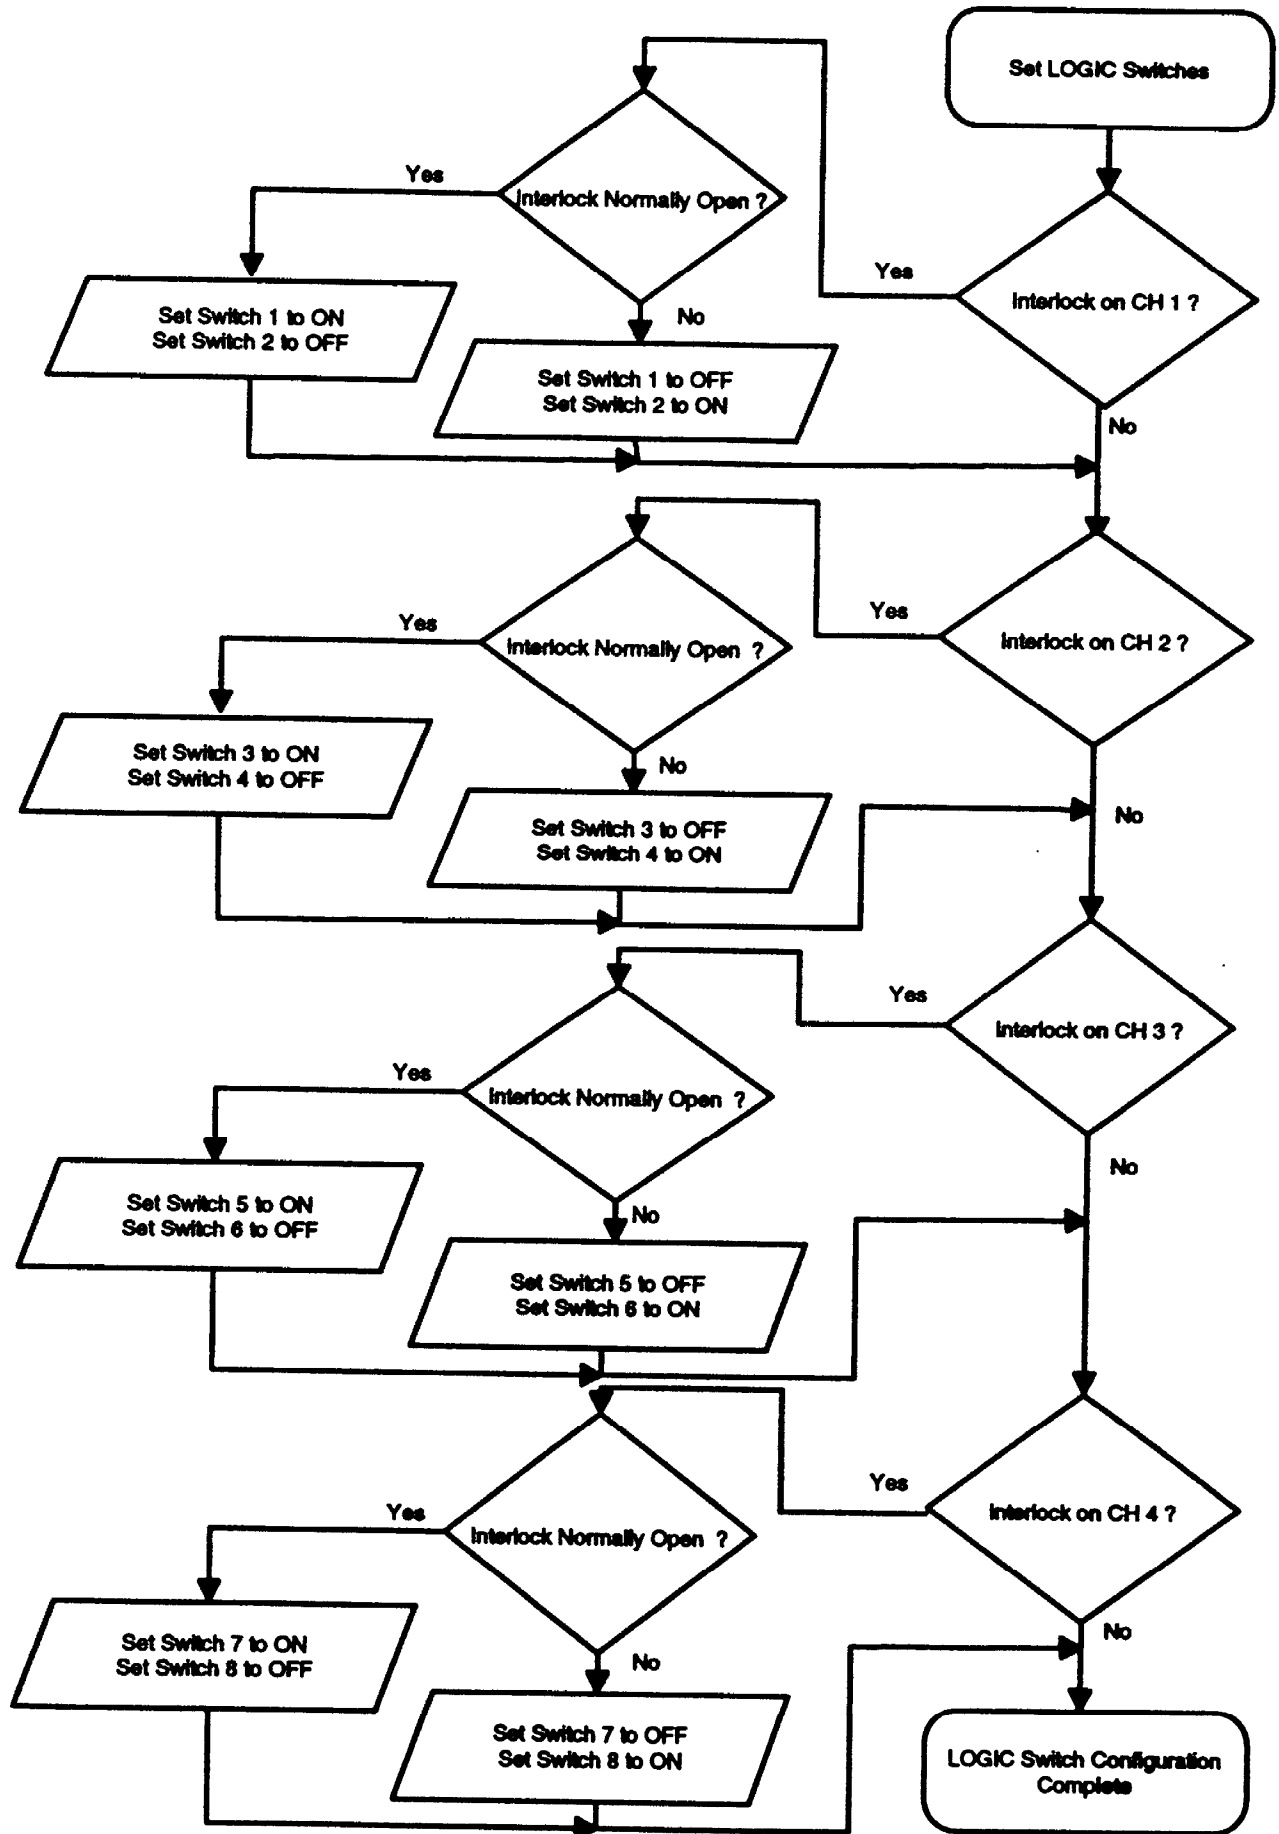 Set LOGIC Switches
Interlock Normally Open ?
Yes
Yes
Interlock on CH 1 ?
Set Switch 1 to ON
Set Switch 2 to OFF
No
Set Switch 1 to OFF
Set Switch 2 to ON
No
Yes
Yes
Interlock Normally Open ?
Interlock on CH 2 ?
Set Switch 3 to ON
Set Switch 4 to OFF
No
Set Switch 3 to OFF
Set Switch 4 to ON
No
Yes
Interlock on CH 3 ?
Yes
Interlock Normally Open ?
No
Set Switch 5 to ON
Set Switch 6 to OFF
No
Set Switch 5 to OFF
Set Switch 6 to ON
Yes
Interlock on CH 4 ?
Yes
Interlock Normally Open ?
No
Set Switch 7 to ON
Set Switch 8 to OFF
No
Set Switch 7 to OFF
Set Switch 8 to ON
LOGIC Switch Configuration
Complete